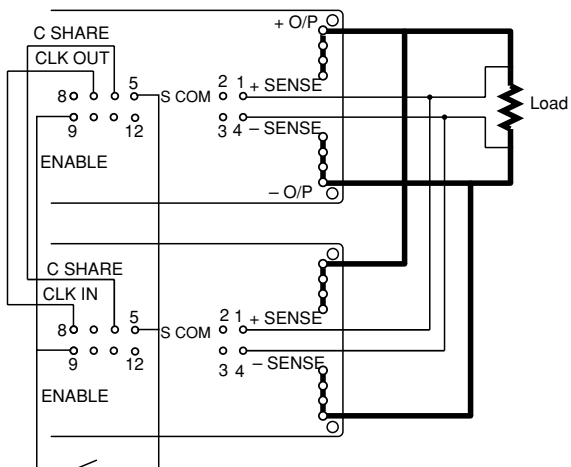 + O/P
C SHARE
CLK OUT
5 2 1 + SENSE
8 S COM
Load
9 12 3 4 – SENSE
ENABLE
– O/P
C SHARE
CLK IN
5 2 1 + SENSE
8 S COM
9 12 3 4 – SENSE
ENABLE